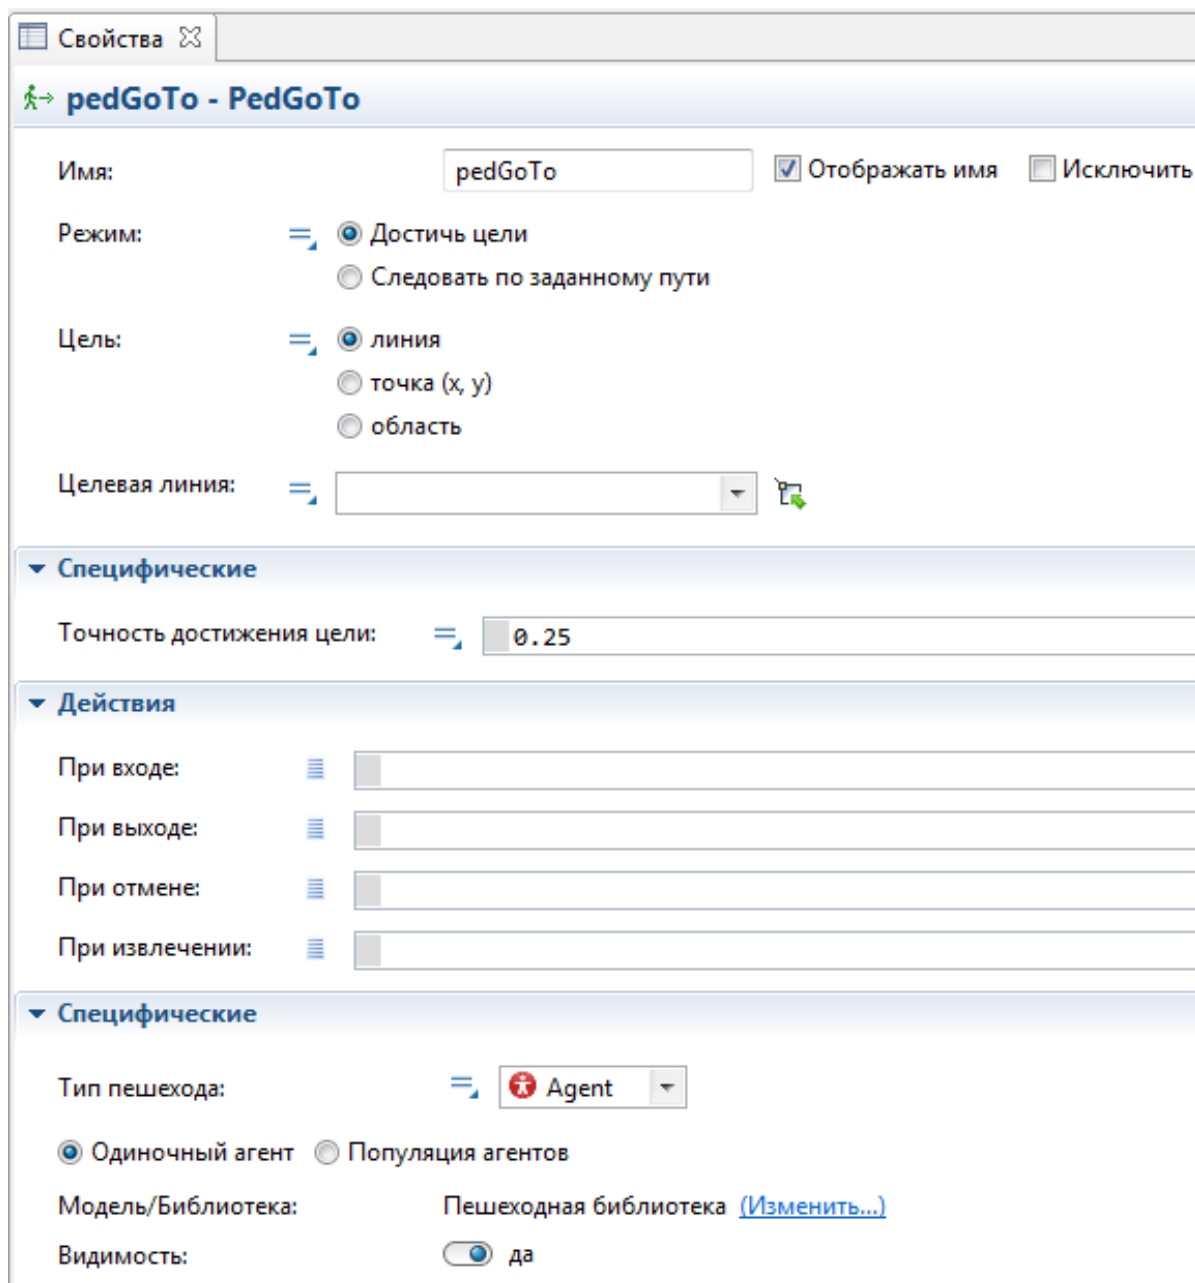 Свойства
pedGoTo - PedGoTo
Имя: pedGoTo Отображать имя Исключить
Режим: Достичь цели
Следовать по заданному пути
Цель: линия
точка (x, y)
область
Целевая линия:
Специфические
Точность достижения цели: 0.25
Действия
При входе:
При выходе:
При отмене:
При извлечении:
Специфические
Тип пешехода: Agent
Одиночный агент Популяция агентов
Модель/Библиотека: Пешеходная библиотека (Изменить...)
Видимость: да